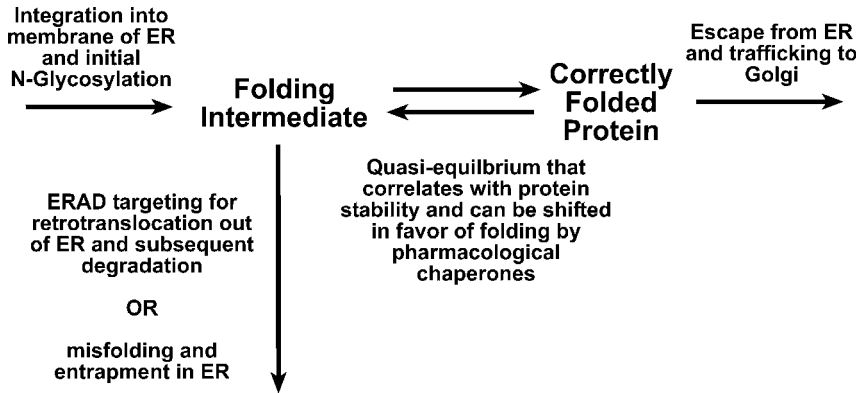 Integration into
membrane of ER
and initial
N-Glycosylation
Folding
Intermediate
Correctly
Folded
Protein
Escape from ER
and trafficking to
Golgi
Quasi-equilbrium that
correlates with protein
stability and can be shifted
in favor of folding by
pharmacological
chaperones
ERAD targeting for
retrotranslocation out
of ER and subsequent
degradation
OR
misfolding and
entrapment in ER